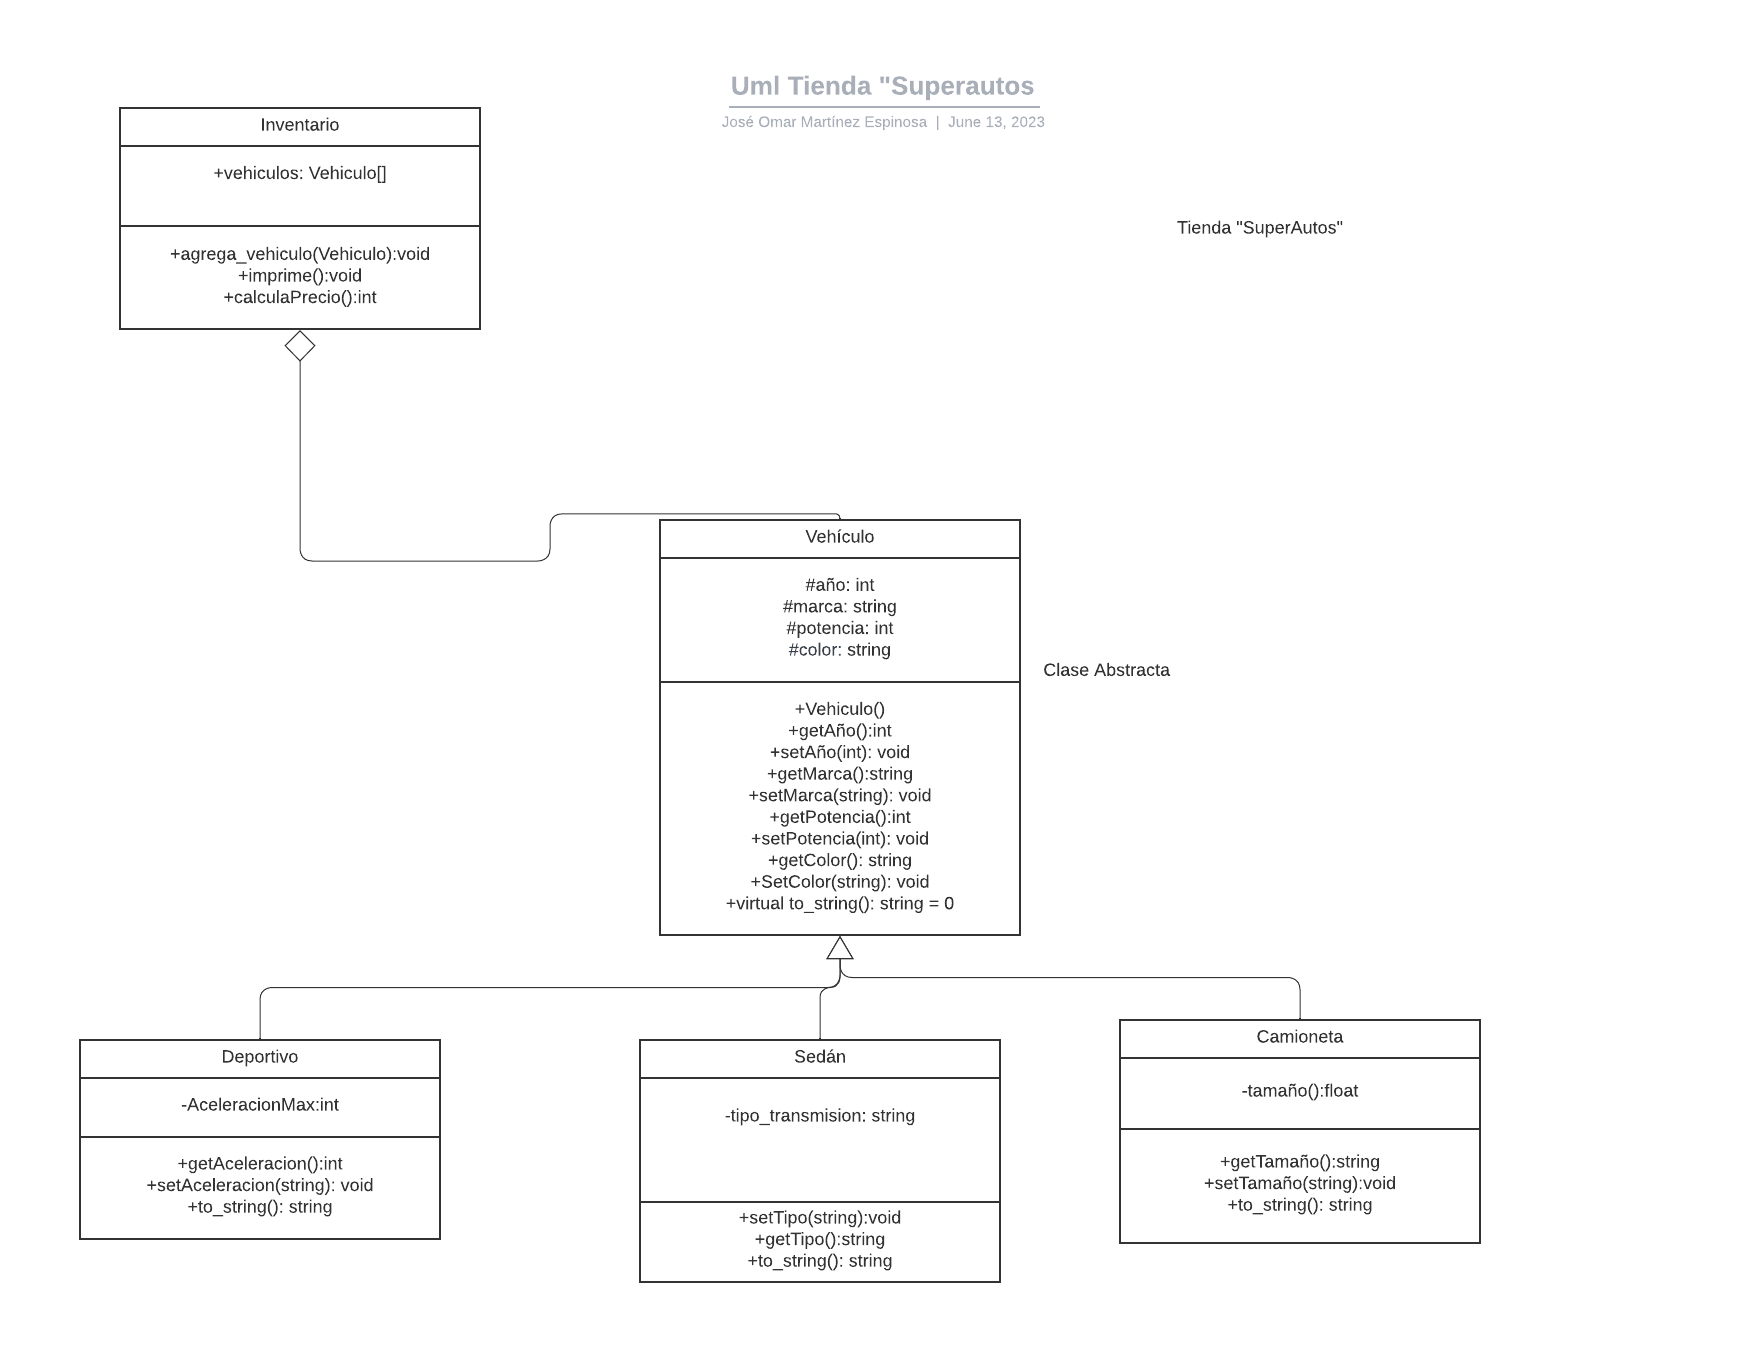 Uml Tienda "Superautos
José Omar Martínez Espinosa | June 13, 2023
Inventario
+vehiculos: Vehiculo[]
+agrega_vehiculo(Vehiculo):void
+imprime():void
+calculaPrecio():int
Tienda "SuperAutos"
Vehículo
#año: int
#marca: string
#potencia: int
#color: string
+Vehiculo()
+getAño():int
+setAño(int): void
+getMarca():string
+setMarca(string): void
+getPotencia():int
+setPotencia(int): void
+getColor(): string
+SetColor(string): void
+virtual to_string(): string = 0
Clase Abstracta
Deportivo
-AceleracionMax:int
+getAceleracion():int
+setAceleracion(string): void
+to_string(): string
Sedán
-tipo_transmision: string
+setTipo(string):void
+getTipo():string
+to_string(): string
Camioneta
-tamaño():float
+getTamaño():string
+setTamaño(string):void
+to_string(): string